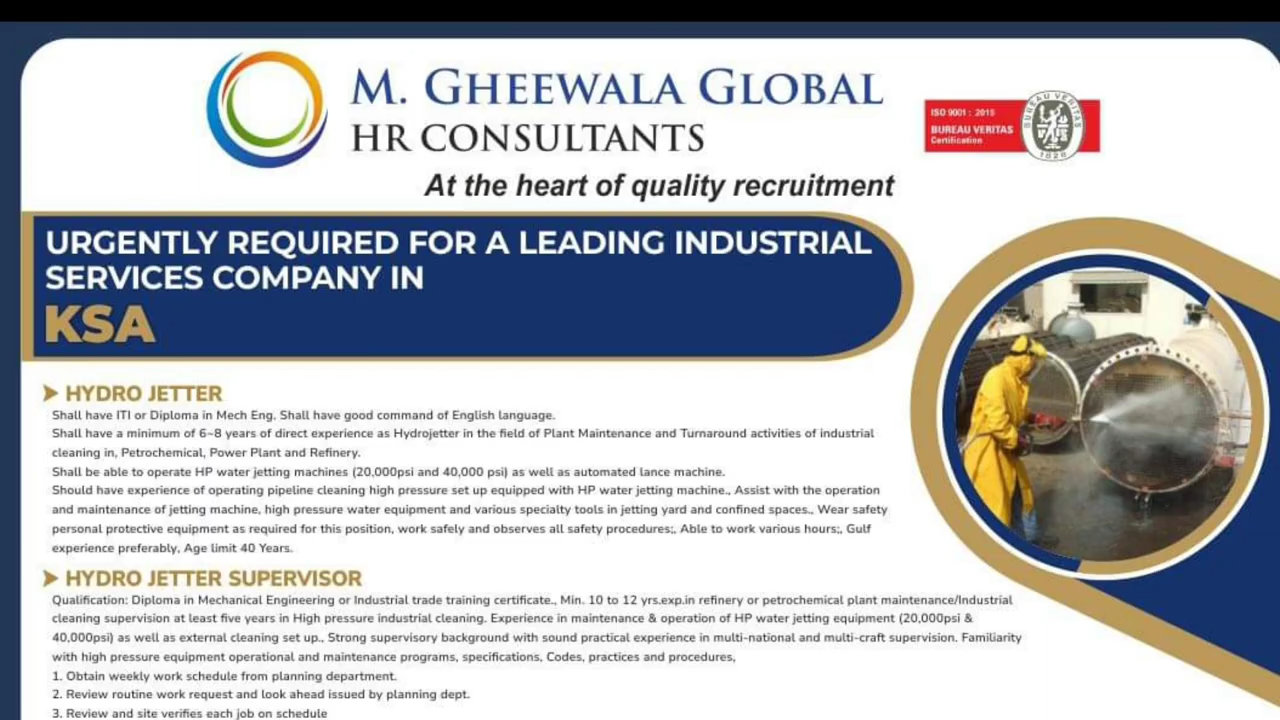 M. GHEEWALA GLOBAL
HR CONSULTANTS
At the heart of quality recruitment
ISO 9001 : 2015
BUREAU VERITAS
Certification
BUREAU VERITAS
1828
URGENTLY REQUIRED FOR A LEADING INDUSTRIAL
SERVICES COMPANY IN
KSA
HYDRO JETTER
Shall have ITI or Diploma in Mech Eng. Shall have good command of English language.
Shall have a minimum of 6~8 years of direct experience as Hydrojetter in the field of Plant Maintenance and Turnaround activities of industrial
cleaning in, Petrochemical, Power Plant and Refinery.
Shall be able to operate HP water jetting machines (20,000psi and 40,000 psi) as well as automated lance machine.
Should have experience of operating pipeline cleaning high pressure set up equipped with HP water jetting machine., Assist with the operation
and maintenance of jetting machine, high pressure water equipment and various specialty tools in jetting yard and confined spaces., Wear safety
personal protective equipment as required for this position, work safely and observes all safety procedures;, Able to work various hours;, Gulf
experience preferably, Age limit 40 Years.
HYDRO JETTER SUPERVISOR
Qualification: Diploma in Mechanical Engineering or Industrial trade training certificate., Min. 10 to 12 yrs.exp.in refinery or petrochemical plant maintenance/Industrial
cleaning supervision at least five years in High pressure industrial cleaning. Experience in maintenance & operation of HP water jetting equipment (20,000psi &
40,000psi) as well as external cleaning set up., Strong supervisory background with sound practical experience in multi-national and multi-craft supervision. Familiarity
with high pressure equipment operational and maintenance programs, specifications, Codes, practices and procedures,
1. Obtain weekly work schedule from planning department.
2. Review routine work request and look ahead issued by planning dept.
3. Review and site verifies each job on schedule